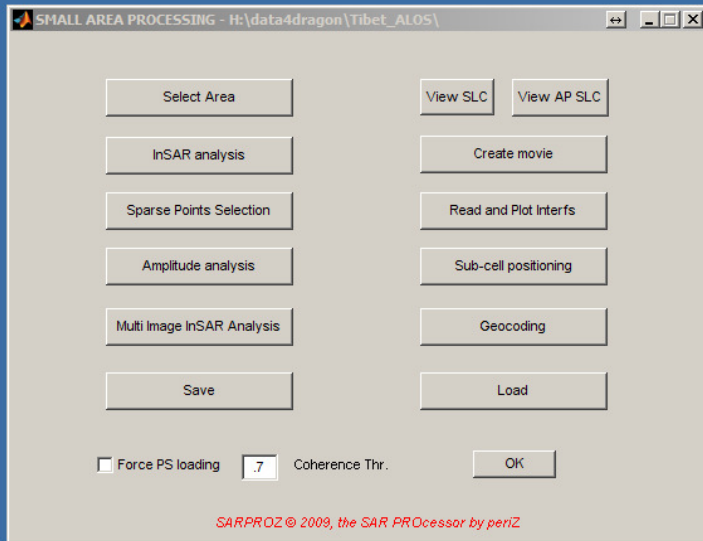 SMALL AREA PROCESSING - H:\data4dragon\Tibet_ALOS\
Select Area
View SLC
View AP SLC
InSAR analysis
Create movie
Sparse Points Selection
Read and Plot Interfs
Amplitude analysis
Sub-cell positioning
Multi Image InSAR Analysis
Geocoding
Save
Load
Force PS loading
.7
Coherence Thr.
OK
SARPROZ © 2009, the SAR PROcessor by periZ